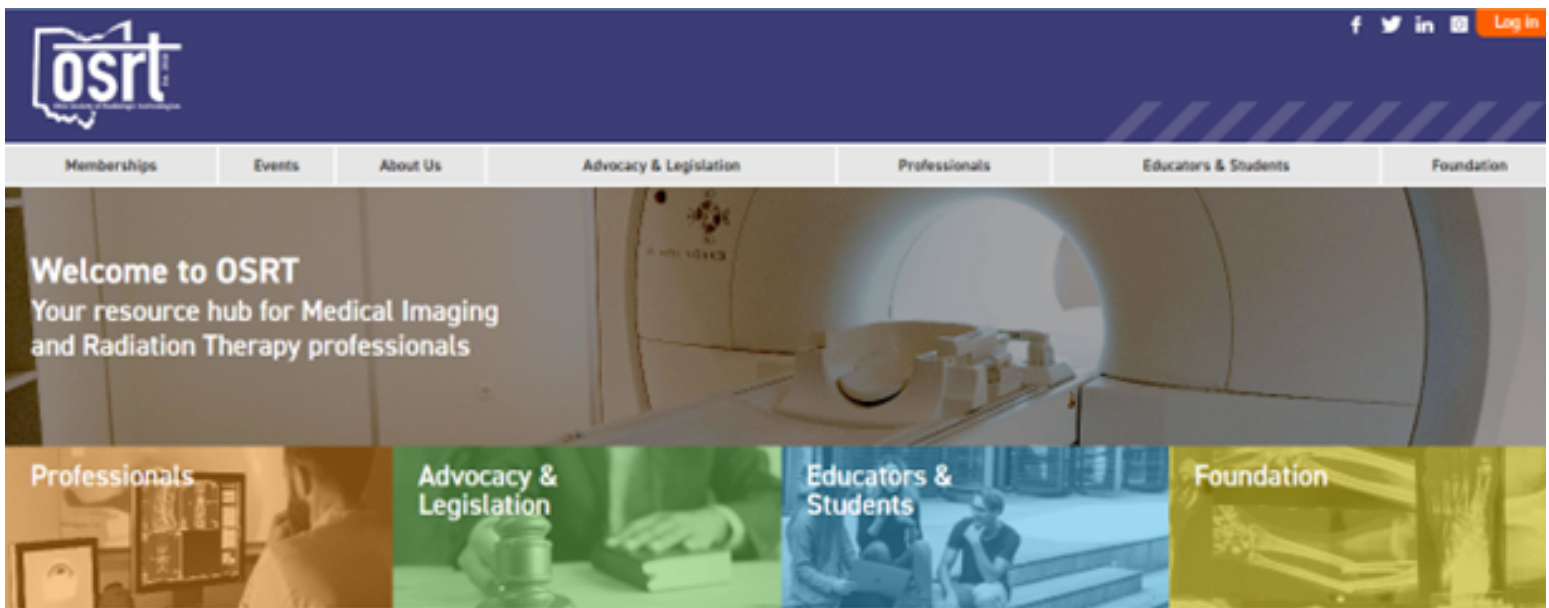 Log in
osrt
Memberships
Events
About Us
Advocacy & Legislation
Professionals
Educators & Students
Foundation
Welcome to OSRT
Your resource hub for Medical Imaging
and Radiation Therapy professionals
Professionals
Advocacy &
Legislation
Educators &
Students
Foundation